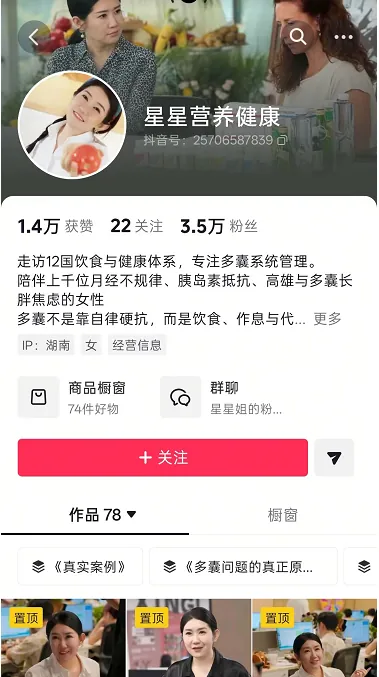 星星营养健康
抖音号：25706587839
1.4万 获赞 22 关注 3.5万 粉丝
走访12国饮食与健康体系，专注多囊系统管理。
陪伴上千位月经不规律、胰岛素抵抗、高雄与多囊长
胖焦虑的女性
多囊不是靠自律硬抗，而是饮食、作息与代... 更多
IP：湖南 女 经营信息
商品橱窗 群聊
74件好物 星星姐的粉...
+ 关注
作品 78 橱窗
《真实案例》 《多囊问题的真正原...
置顶 置顶 置顶